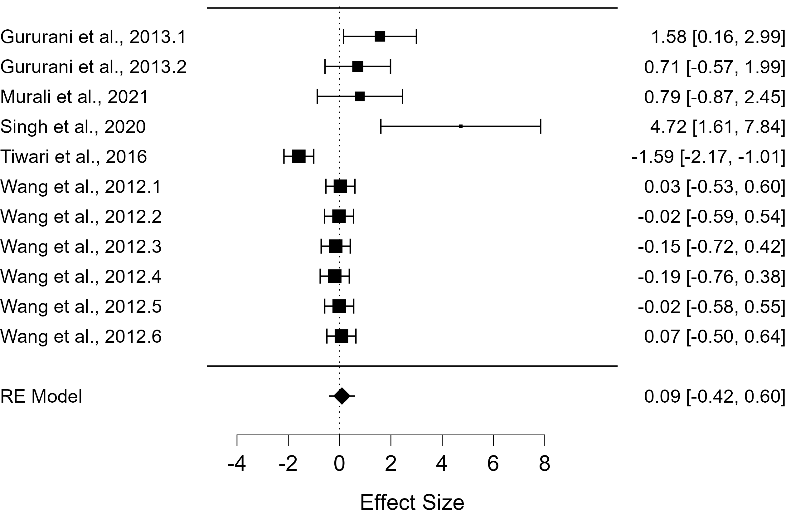 Gururani et al., 2013.1 1.58 [0.16, 2.99]
Gururani et al., 2013.2 0.71 [-0.57, 1.99]
Murali et al., 2021 0.79 [-0.87, 2.45]
Singh et al., 2020 4.72 [1.61, 7.84]
Tiwari et al., 2016 -1.59 [-2.17, -1.01]
Wang et al., 2012.1 0.03 [-0.53, 0.60]
Wang et al., 2012.2 -0.02 [-0.59, 0.54]
Wang et al., 2012.3 -0.15 [-0.72, 0.42]
Wang et al., 2012.4 -0.19 [-0.76, 0.38]
Wang et al., 2012.5 -0.02 [-0.58, 0.55]
Wang et al., 2012.6 0.07 [-0.50, 0.64]
RE Model 0.09 [-0.42, 0.60]
-4 -2 0 2 4 6 8
Effect Size